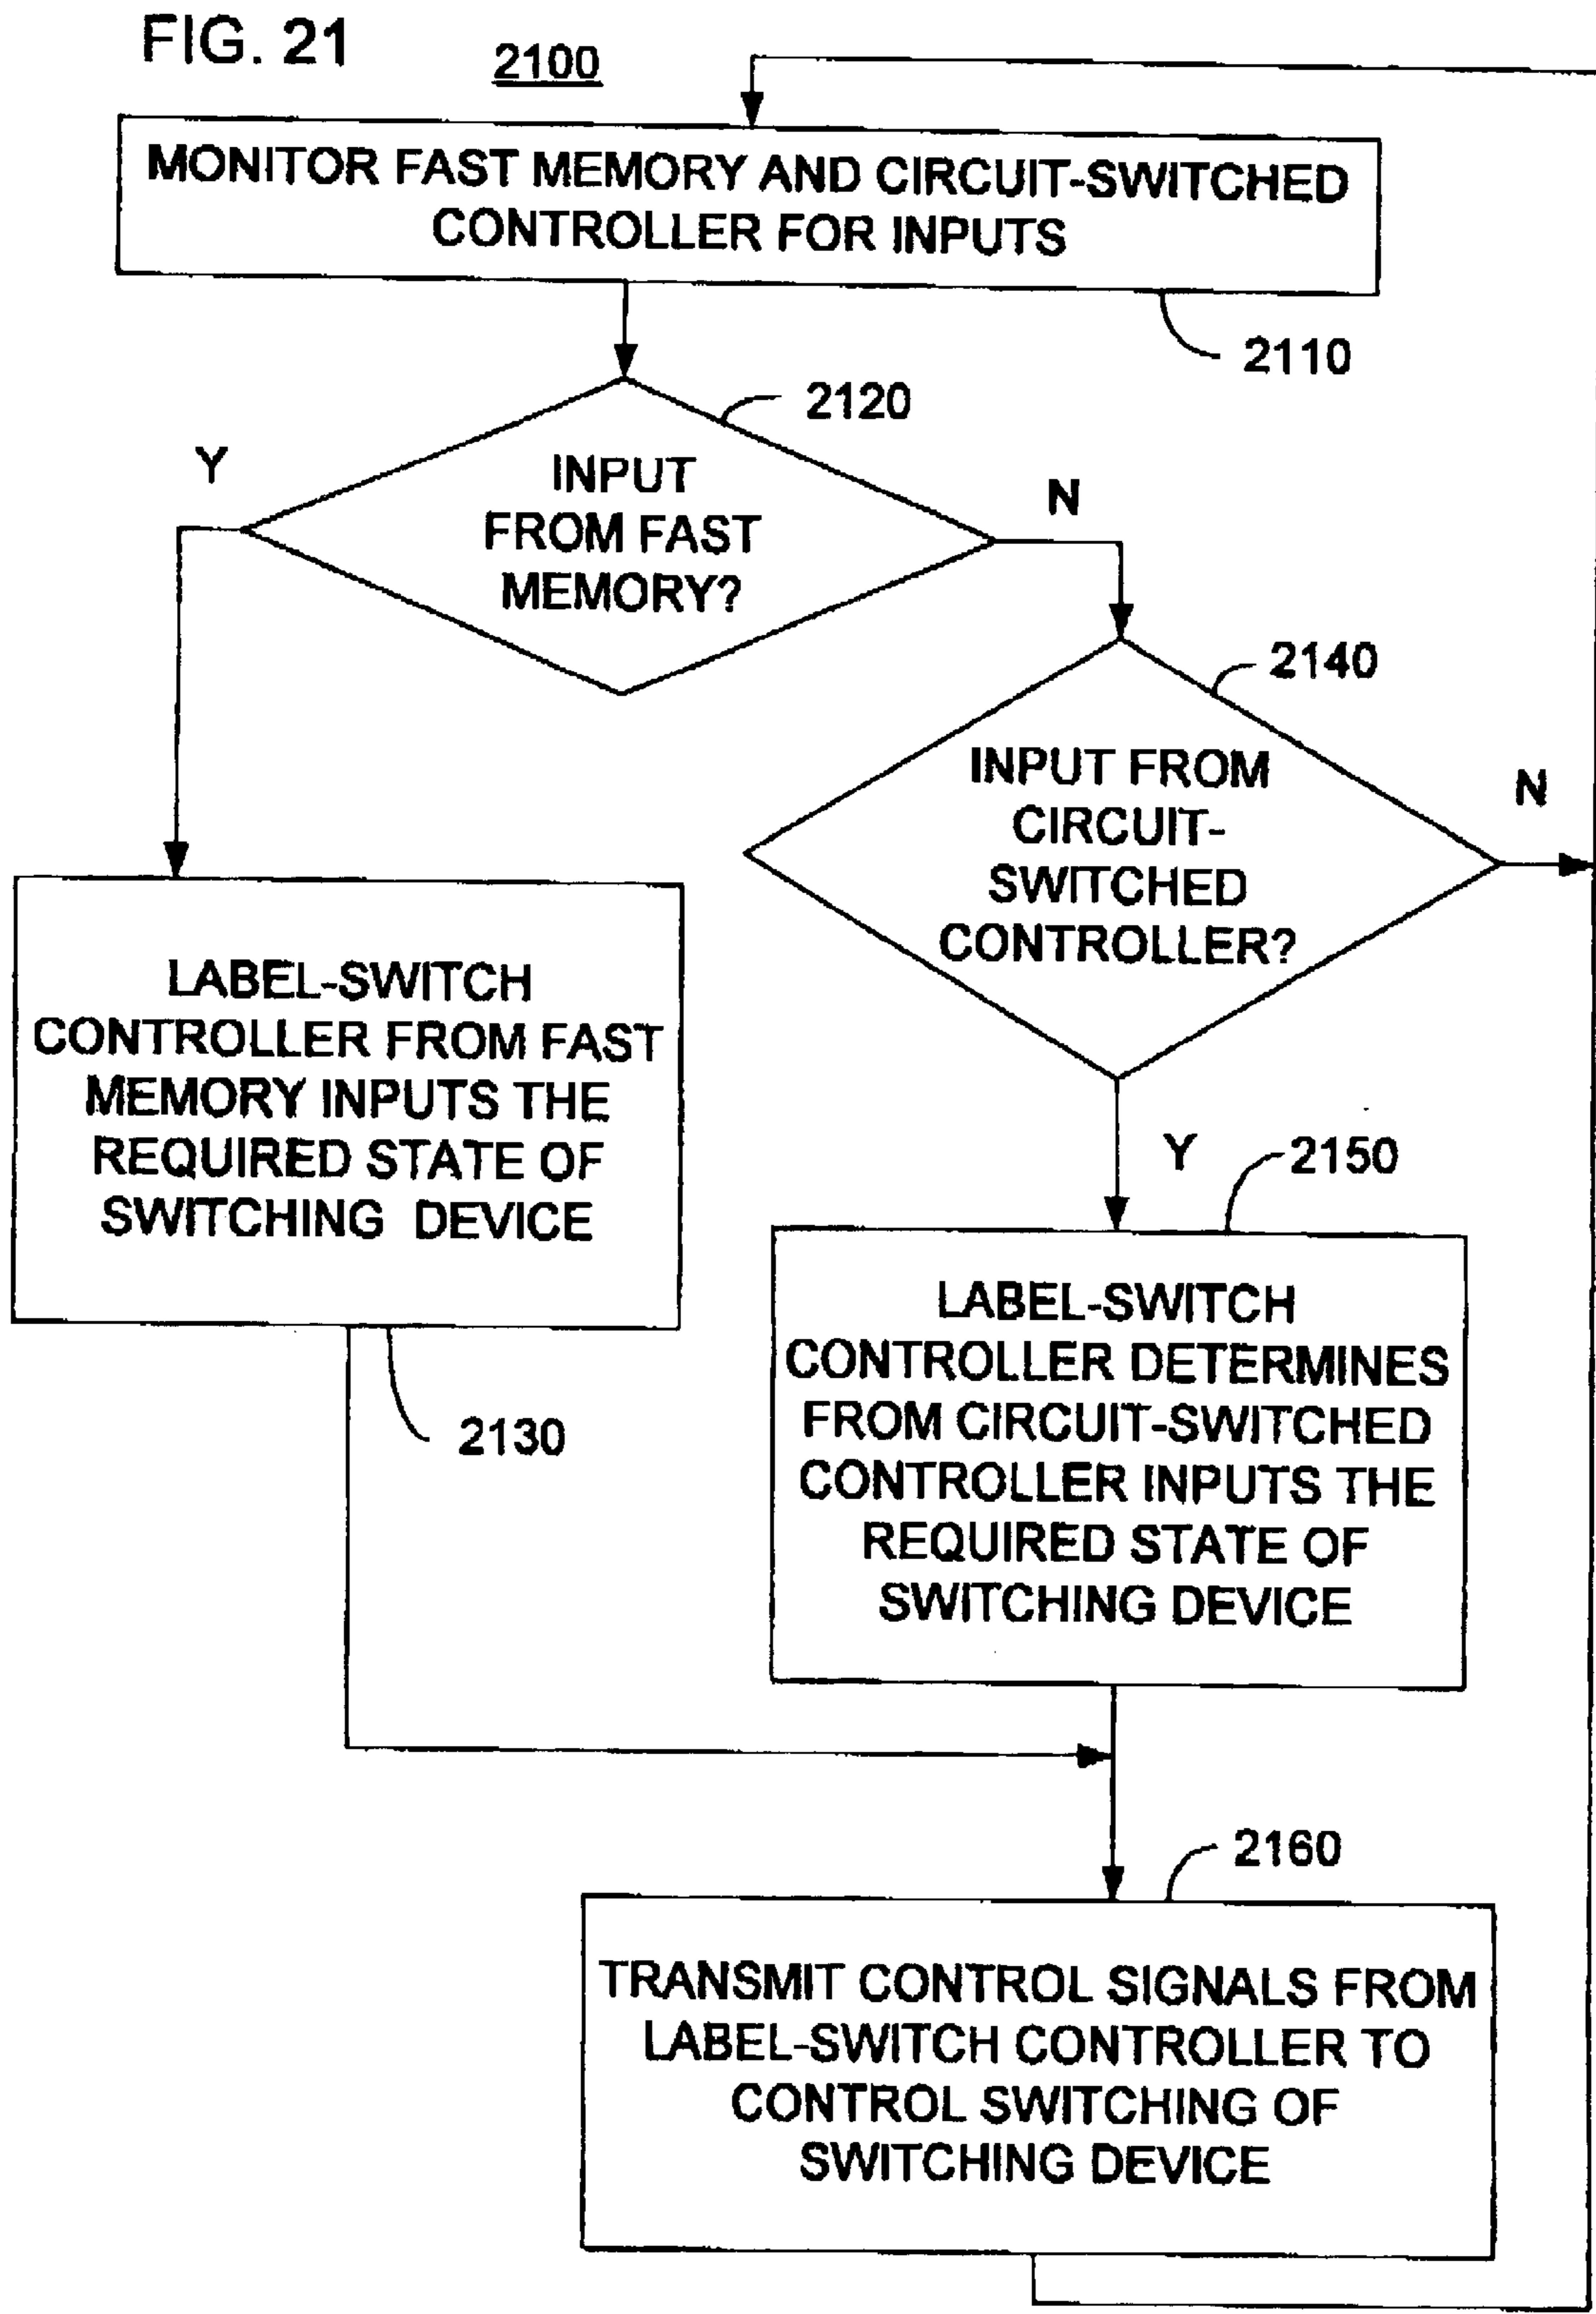 FIG. 21
2100
MONITOR FAST MEMORY AND CIRCUIT-SWITCHED
CONTROLLER FOR INPUTS
2110
2120
Y
INPUT
FROM FAST
MEMORY?
N
2140
INPUT FROM
CIRCUIT-
SWITCHED
CONTROLLER?
N
LABEL-SWITCH
CONTROLLER FROM FAST
MEMORY INPUTS THE
REQUIRED STATE OF
SWITCHING DEVICE
2130
Y
2150
LABEL-SWITCH
CONTROLLER DETERMINES
FROM CIRCUIT-SWITCHED
CONTROLLER INPUTS THE
REQUIRED STATE OF
SWITCHING DEVICE
2160
TRANSMIT CONTROL SIGNALS FROM
LABEL-SWITCH CONTROLLER TO
CONTROL SWITCHING OF
SWITCHING DEVICE